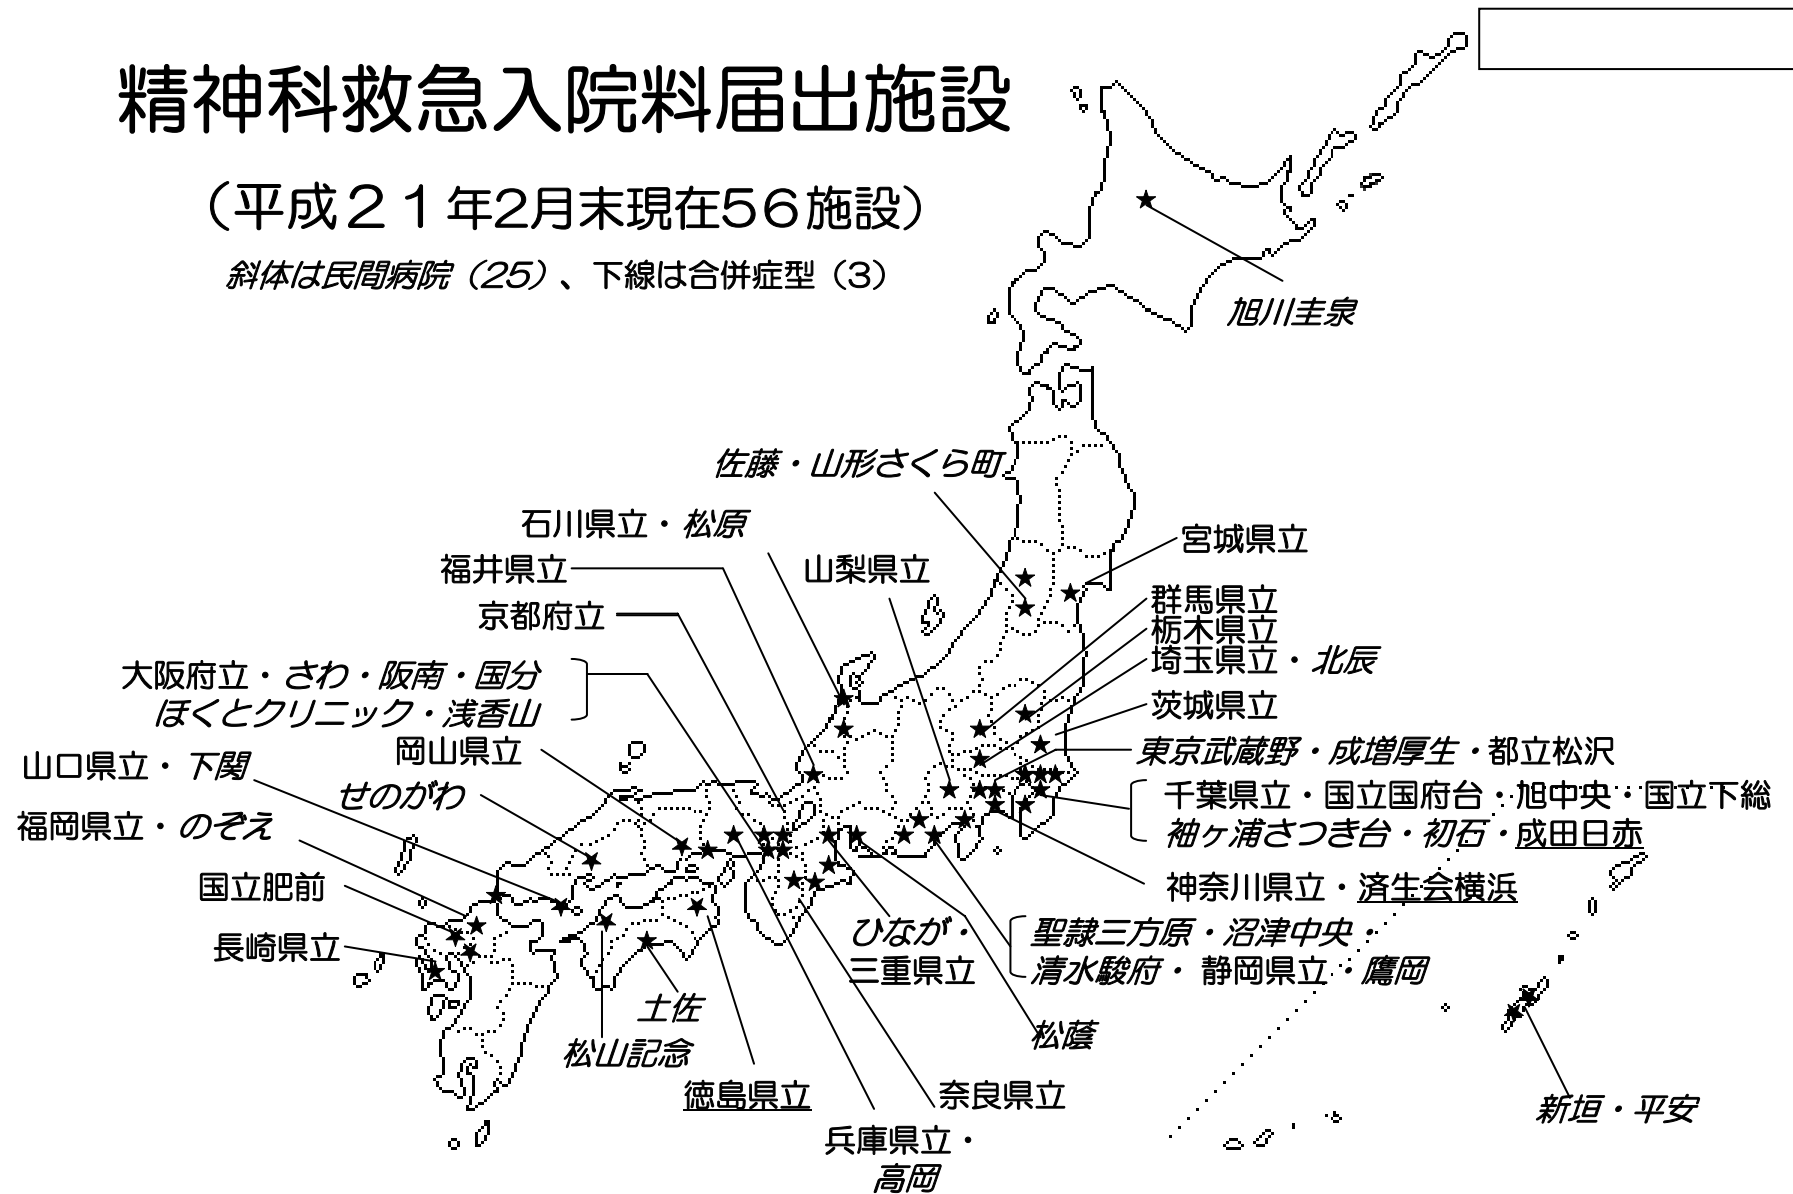 精神科救急入院料届出施設
（平成２１年2月末現在56施設）
斜体は民間病院（25）、下線は合併症型（3）
旭川圭泉
佐藤・山形さくら町
石川県立・松原
宮城県立
福井県立
山梨県立
京都府立
群馬県立
栃木県立
埼玉県立・北辰
大阪府立・さわ・阪南・国分
ほくとクリニック・浅香山
茨城県立
岡山県立
東京武蔵野・成増厚生・都立松沢
山口県立・下関
せのがわ
千葉県立・国立国府台・旭中央・国立下総
袖ヶ浦さつき台・初石・成田日赤
福岡県立・のぞえ
国立肥前
神奈川県立・済生会横浜
長崎県立
ひなが・
三重県立
聖隷三方原・沼津中央・
清水駿府・静岡県立・鷹岡
土佐
松山記念
松蔭
徳島県立
奈良県立
新垣・平安
兵庫県立・
高岡